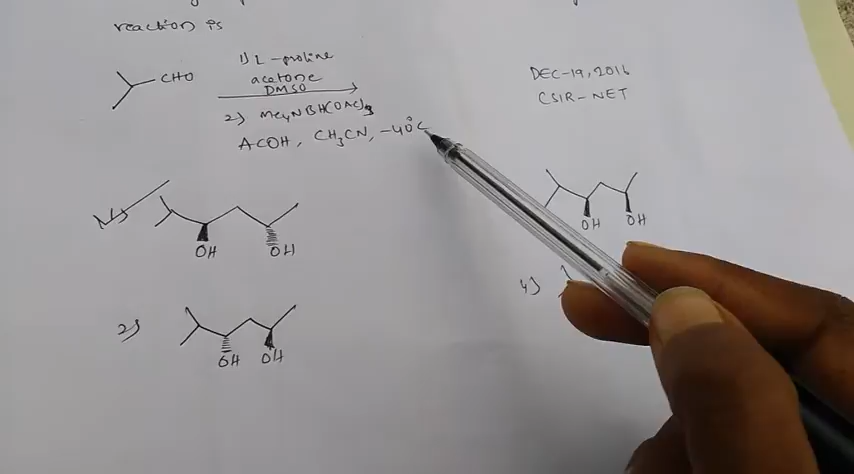 reaction is
1) L-proline
CHO
acetone
DMSO
2) Me4NBH(OAc)3
ACOH, CH3CN, -40°C
DEC-19, 2016
CSIR-NET
1)
OH OH
OH OH
2)
OH OH
4)